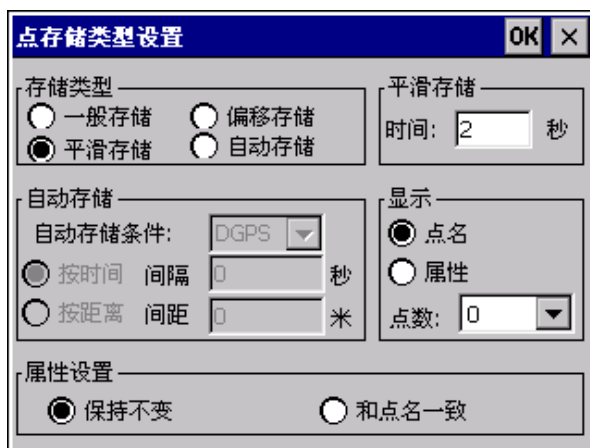 点存储类型设置 OK ×
存储类型
一般存储 偏移存储
平滑存储 自动存储
平滑存储
时间: 2 秒
自动存储
自动存储条件: DGPS
按时间 间隔 0 秒
按距离 间距 0 米
显示
点名
属性
点数: 0
属性设置
保持不变 和点名一致